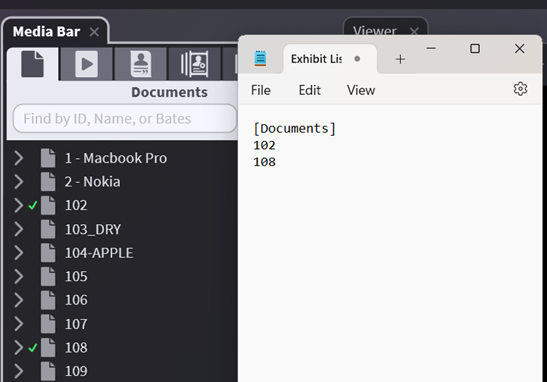 Media Bar
Documents
Find by ID, Name, or Bates
1 - Macbook Pro
2 - Nokia
102
103_DRY
104-APPLE
105
106
107
108
109
Viewer
Exhibit Lis
File Edit View
[Documents]
102
108